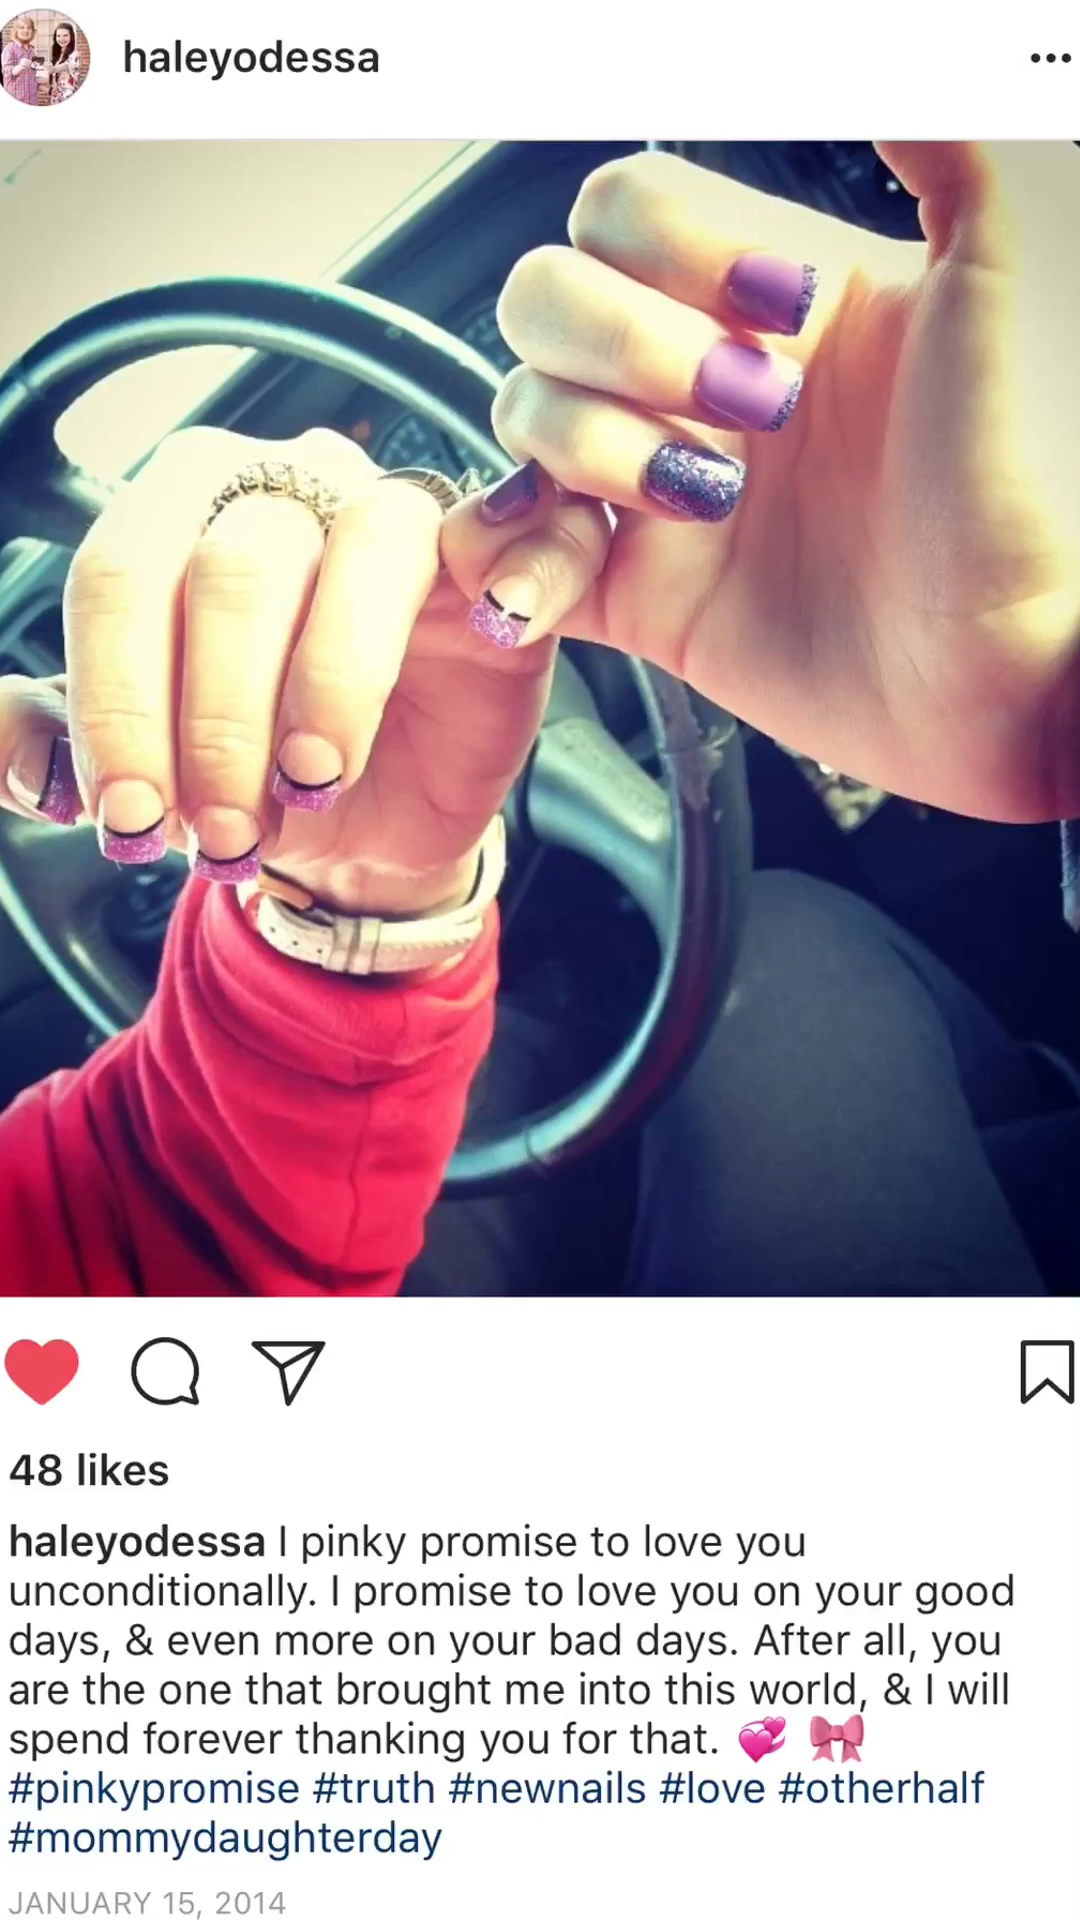 haleyodessa
48 likes
haleyodessa I pinky promise to love you
unconditionally. I promise to love you on your good
days, & even more on your bad days. After all, you
are the one that brought me into this world, & I will
spend forever thanking you for that. 💞 🎀
#pinkypromise #truth #newnails #love #otherhalf
#mommydaughterday
JANUARY 15, 2014